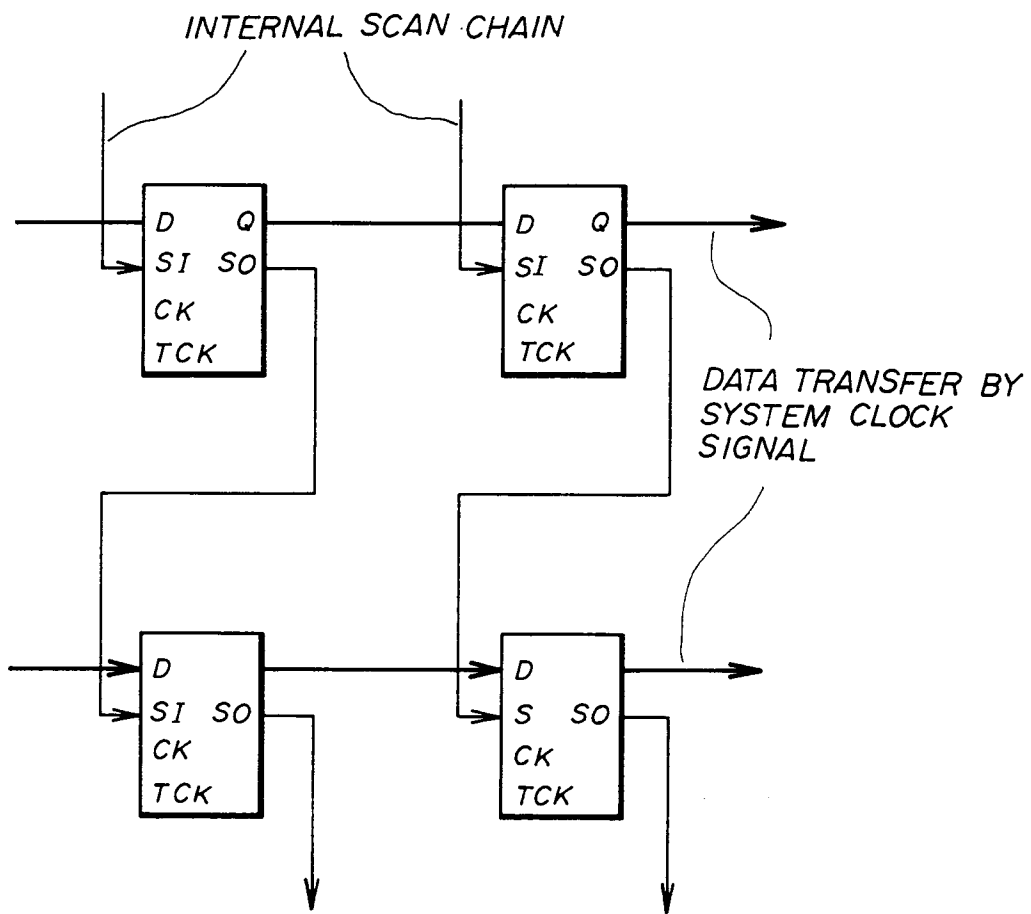 INTERNAL SCAN CHAIN
D Q
SI SO
CK
TCK
D Q
SI SO
CK
TCK
DATA TRANSFER BY
SYSTEM CLOCK
SIGNAL
D
SI SO
CK
TCK
D
S SO
CK
TCK